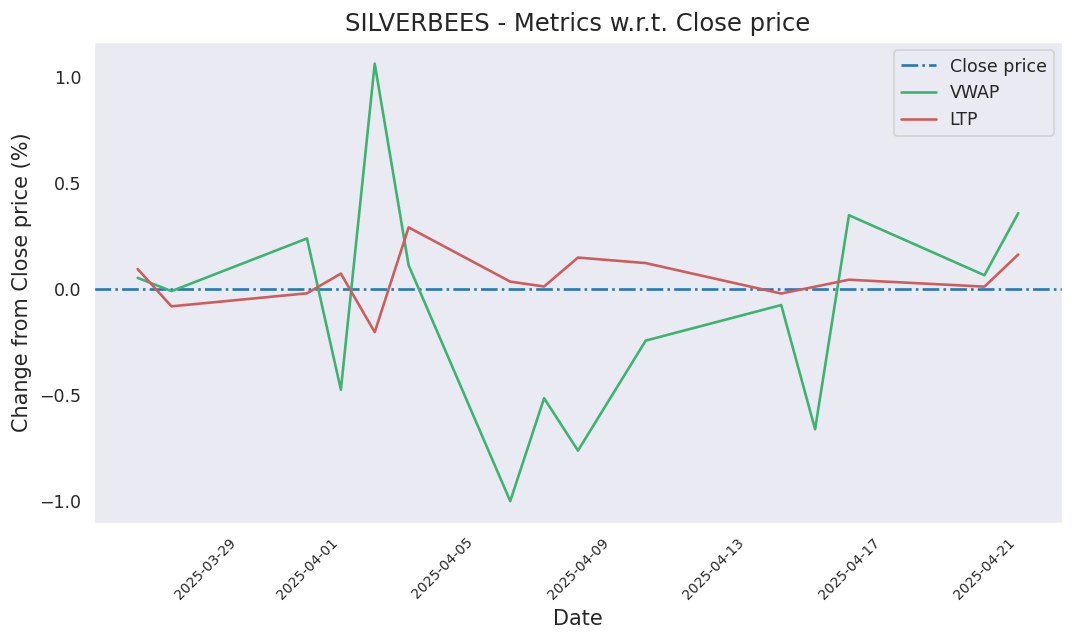 SILVERBEES - Metrics w.r.t. Close price
Close price
VWAP
LTP
Change from Close price (%)
1.0
0.5
0.0
−0.5
−1.0
2025-03-29
2025-04-01
2025-04-05
2025-04-09
2025-04-13
2025-04-17
2025-04-21
Date